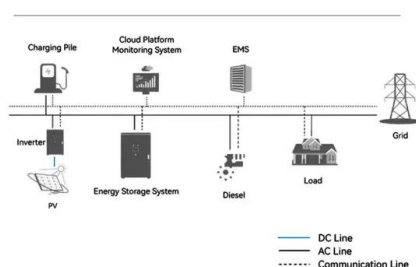 Charging Pile
Cloud Platform
Monitoring System
EMS
Grid
Inverter
PV
Energy Storage System
Diesel
Load
DC Line
AC Line
Communication Line